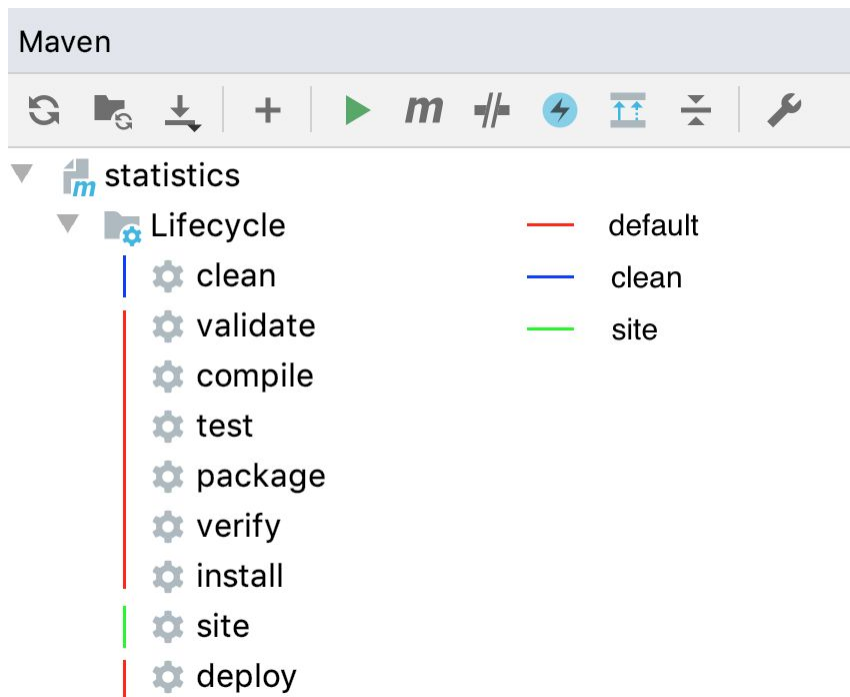 Maven
m
statistics
Lifecycle default
clean clean
validate site
compile
test
package
verify
install
site
deploy